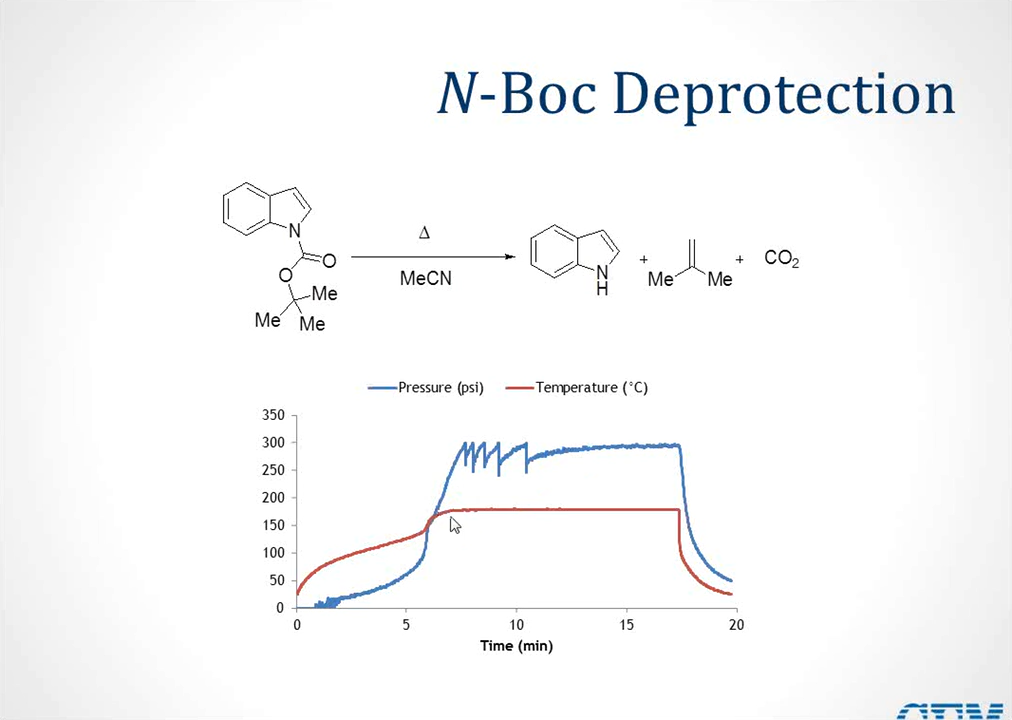 N-Boc Deprotection
N
O
O
Me
Me
Me
Δ
MeCN
N
H
+
Me
Me
+
CO2
Pressure (psi)
Temperature (˚C)
350
300
250
200
150
100
50
0
0
5
10
15
20
Time (min)